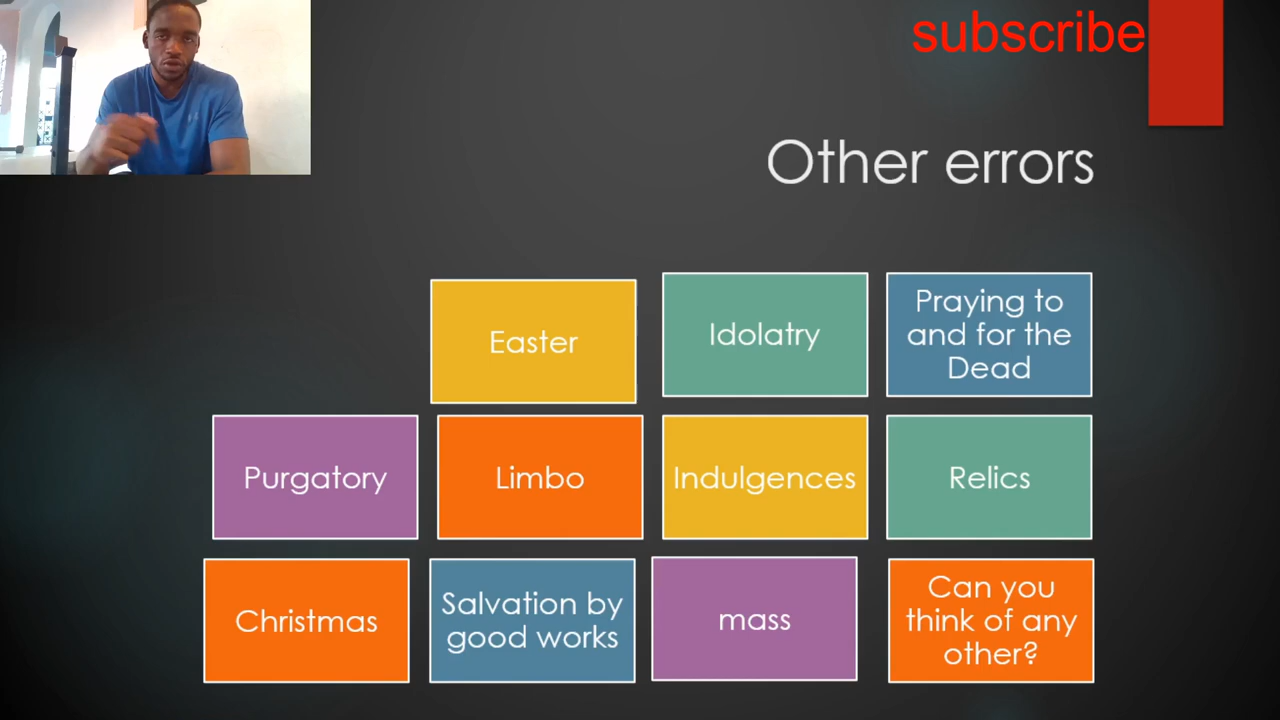 subscribe
Other errors
Easter
Idolatry
Praying to
and for the
Dead
Purgatory
Limbo
Indulgences
Relics
Christmas
Salvation by
good works
mass
Can you
think of any
other?